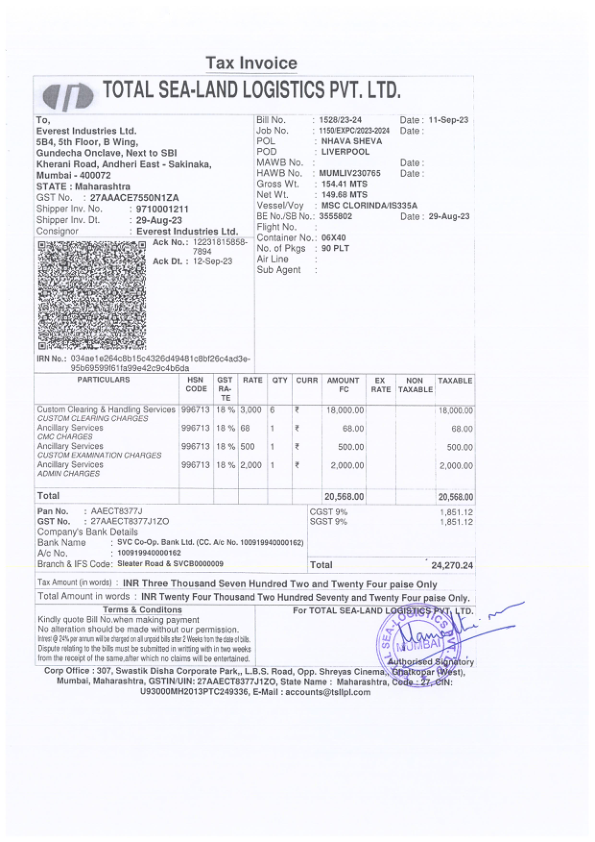 Tax Invoice
TOTAL SEA-LAND LOGISTICS PVT. LTD.
To,
Everest Industries Ltd.
5B4, 5th Floor, B Wing,
Gundecha Onclave, Next to SBI
Kherani Road, Andheri East - Sakinaka,
Mumbai - 400072
STATE : Maharashtra
GST No. : 27AAACE7550N1ZA
Shipper Inv. No. : 9710001211
Shipper Inv. Dt. : 29-Aug-23
Consignor : Everest Industries Ltd.
Ack No.: 12231815858-
7894
Ack Dt. : 12-Sep-23
IRN No.: 034ae1e264c8b15c4326d49481c8bf26c4ad3e-
95b69599f61fa99e42c9c4b6da
Bill No. : 1528/23-24 Date : 11-Sep-23
Job No. : 1150/EXPC/2023-2024 Date :
POL : NHAVA SHEVA
POD : LIVERPOOL
MAWB No. : Date :
HAWB No. : MUMLIV230765 Date :
Gross Wt. : 154.41 MTS
Net Wt. : 149.68 MTS
Vessel/Voy : MSC CLORINDA/IS335A
BE No./SB No.: 3555802 Date : 29-Aug-23
Flight No. :
Container No.: 06X40
No. of Pkgs : 90 PLT
Air Line :
Sub Agent :
PARTICULARS HSN CODE GST RA-TE RATE QTY CURR AMOUNT FC EX RATE NON TAXABLE TAXABLE
Custom Clearing & Handling Services 996713 18 % 3,000 6 ₹ 18,000.00 18,000.00
CUSTOM CLEARING CHARGES
Ancillary Services 996713 18 % 68 1 ₹ 68.00 68.00
CMC CHARGES
Ancillary Services 996713 18 % 500 1 ₹ 500.00 500.00
CUSTOM EXAMINATION CHARGES
Ancillary Services 996713 18 % 2,000 1 ₹ 2,000.00 2,000.00
ADMIN CHARGES
Total 20,568.00 20,568.00
Pan No. : AAECT8377J
GST No. : 27AAECT8377J1ZO
Company's Bank Details
Bank Name : SVC Co-Op. Bank Ltd. (CC. A/c No. 100919940000162)
A/c No. : 100919940000162
Branch & IFS Code: Sleater Road & SVCB0000009
CGST 9% 1,851.12
SGST 9% 1,851.12
Total 24,270.24
Tax Amount (in words) : INR Three Thousand Seven Hundred Two and Twenty Four paise Only
Total Amount in words : INR Twenty Four Thousand Two Hundred Seventy and Twenty Four paise Only.
Terms & Conditons
Kindly quote Bill No.when making payment
No alteration should be made without our permission.
Interest @ 24% per annum will be charged on all unpaid bills after 2 Weeks from the date of bills.
Dispute relating to the bills must be submitted in writting with in two weeks
from the receipt of the same,after which no claims will be entertained.
For TOTAL SEA-LAND LOGISTICS PVT. LTD.
MUMBAI
Authorised Signatory
Corp Office : 307, Swastik Disha Corporate Park,, L.B.S. Road, Opp. Shreyas Cinema,, Ghatkopar (West),
Mumbai, Maharashtra, GSTIN/UIN: 27AAECT8377J1ZO, State Name : Maharashtra, Code : 27, CIN:
U93000MH2013PTC249336, E-Mail : accounts@tsllpl.com